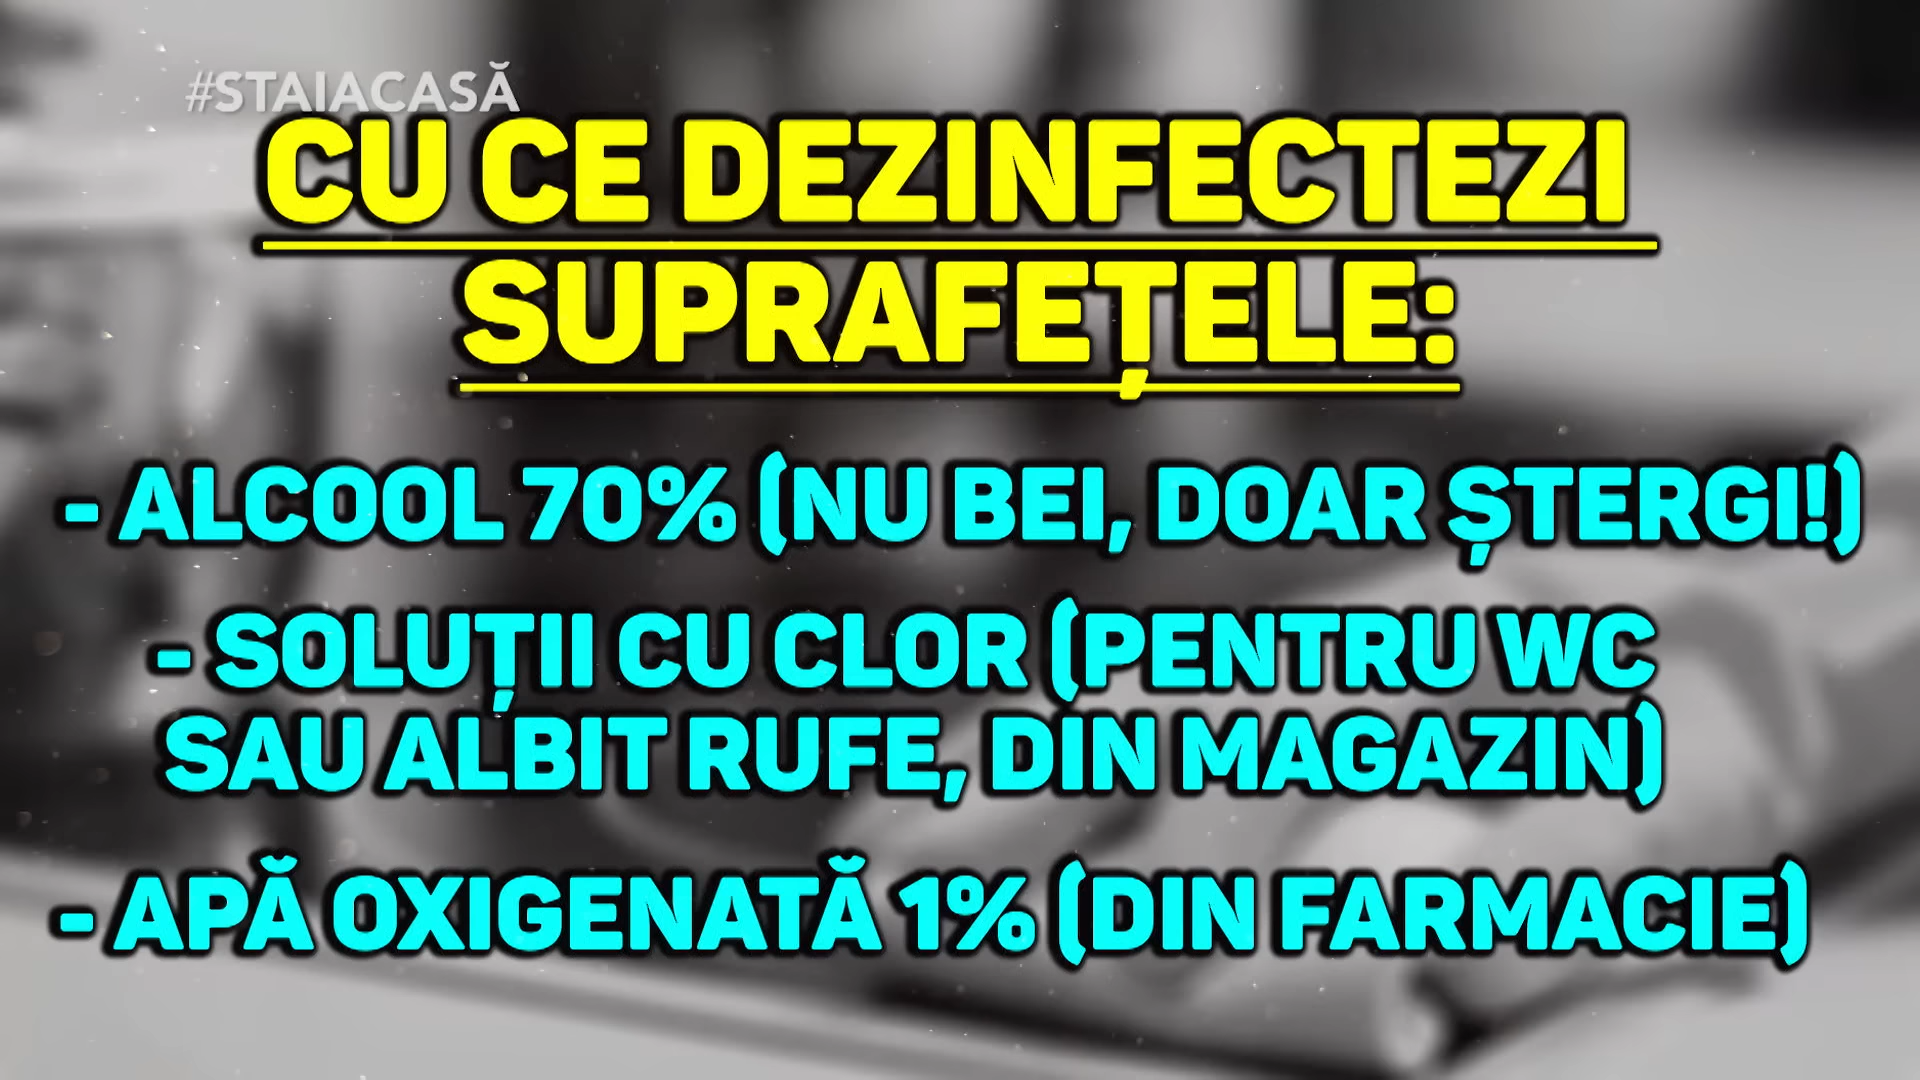 #STAIACASĂ
CU CE DEZINFECTEZI
SUPRAFEȚELE:
- ALCOOL 70% (NU BEI, DOAR ȘTERGI!)
- SOLUȚII CU CLOR (PENTRU WC
SAU ALBIT RUFE, DIN MAGAZIN)
- APĂ OXIGENATĂ 1% (DIN FARMACIE)